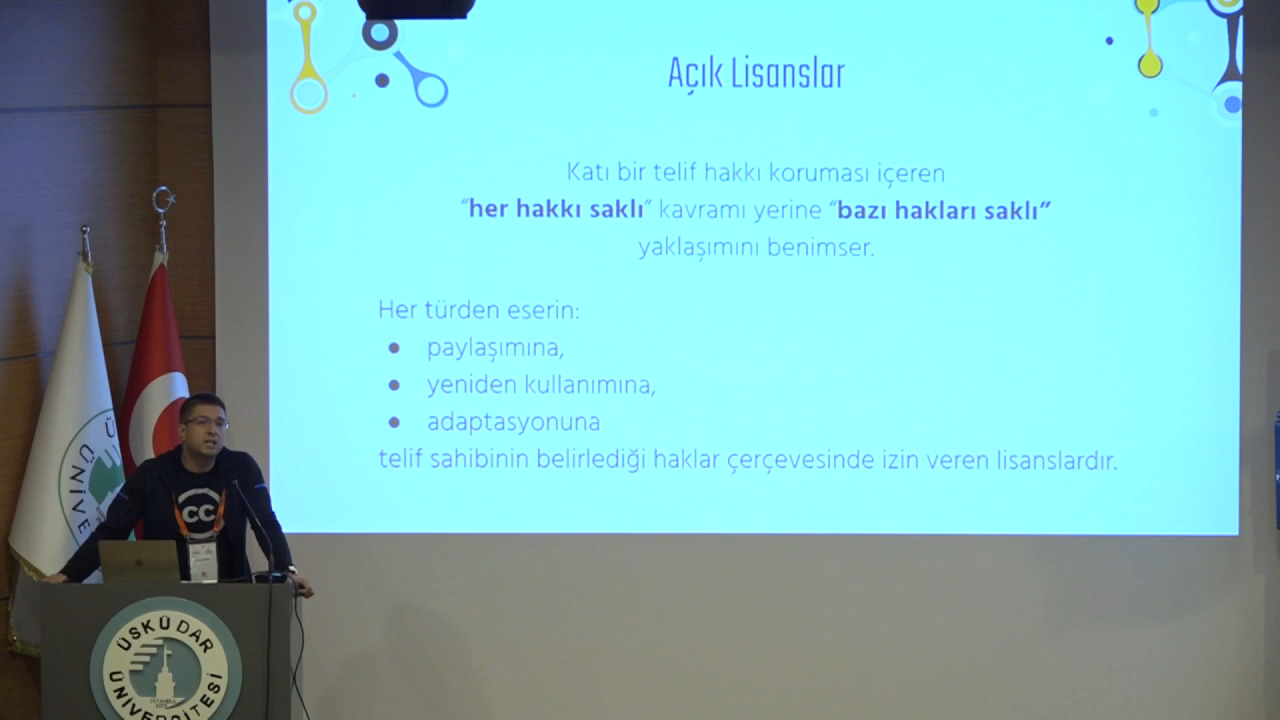 Açık Lisanslar
Katı bir telif hakkı koruması içeren
“her hakkı saklı” kavramı yerine “bazı hakları saklı”
yaklaşımını benimser.
Her türden eserin:
● paylaşımına,
● yeniden kullanımına,
● adaptasyonuna
telif sahibinin belirlediği haklar çerçevesinde izin veren lisanslardır.
CC
ÜSKÜDAR
ÜNİVERSİTESİ
İSTANBUL